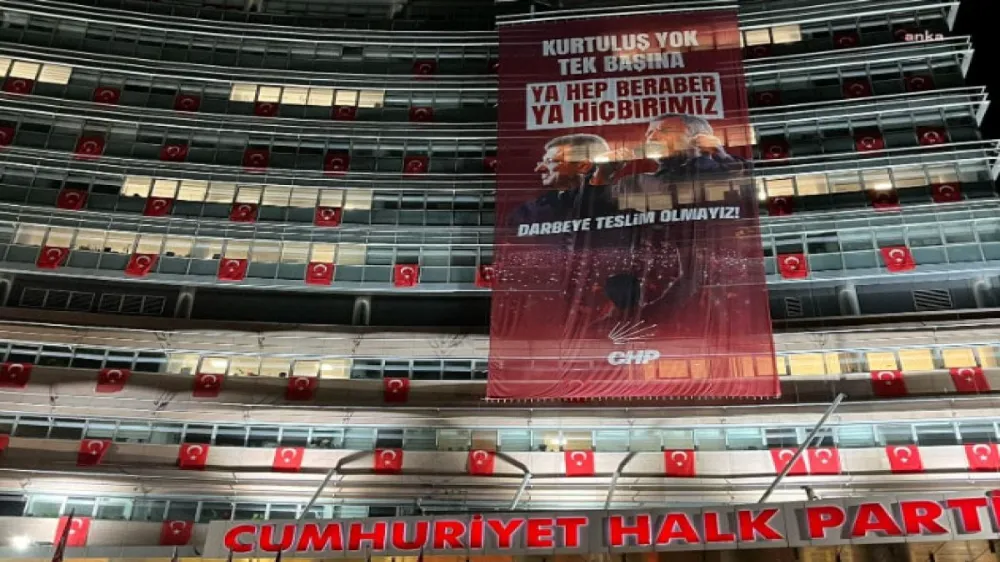 anka
KURTULUŞ YOK
TEK BAŞINA
YA HEP BERABER
YA HİÇBİRİMİZ
DARBEYE TESLİM OLMAYIZ!
CHP
CUMHURİYET HALK PARTİ